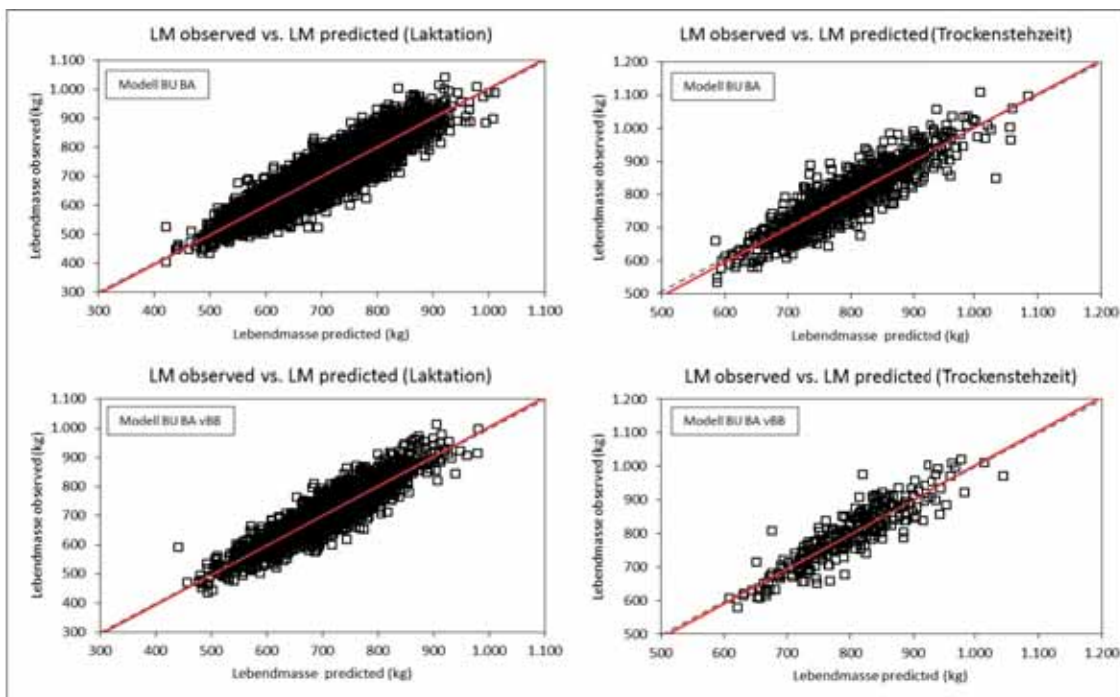 LM observed vs. LM predicted (Laktation)
1.100
1.000
900
800
700
600
500
400
300
Modell BU BA
Lebendmasse observed (kg)
300 400 500 600 700 800 900 1.000 1.100
Lebendmasse predicted (kg)
LM observed vs. LM predicted (Trockenstehzeit)
1.200
1.100
1.000
900
800
700
600
500
Modell BU BA
Lebendmasse observed (kg)
500 600 700 800 900 1.000 1.100 1.200
Lebendmasse predicted (kg)
LM observed vs. LM predicted (Laktation)
1.100
1.000
900
800
700
600
500
400
300
Modell BU BA vBB
Lebendmasse observed (kg)
300 400 500 600 700 800 900 1.000 1.100
Lebendmasse predicted (kg)
LM observed vs. LM predicted (Trockenstehzeit)
1.200
1.100
1.000
900
800
700
600
500
Modell BU BA vBB
Lebendmasse observed (kg)
500 600 700 800 900 1.000 1.100 1.200
Lebendmasse predicted (kg)